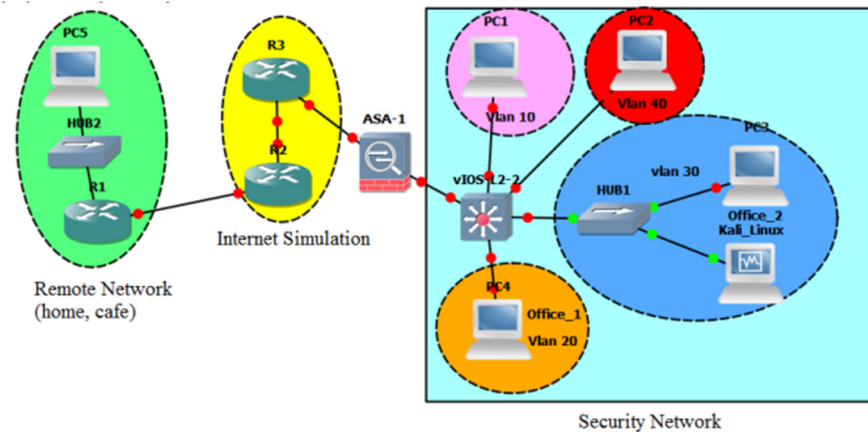 PC5
HUB2
R1
Remote Network
(home, cafe)
R3
R2
Internet Simulation
ASA-1
vIOS-L2-2
PC1
Vlan 10
PC2
Vlan 40
PC3
vlan 30
HUB1
Office_2
Kali_Linux
PC4
Office_1
Vlan 20
Security Network